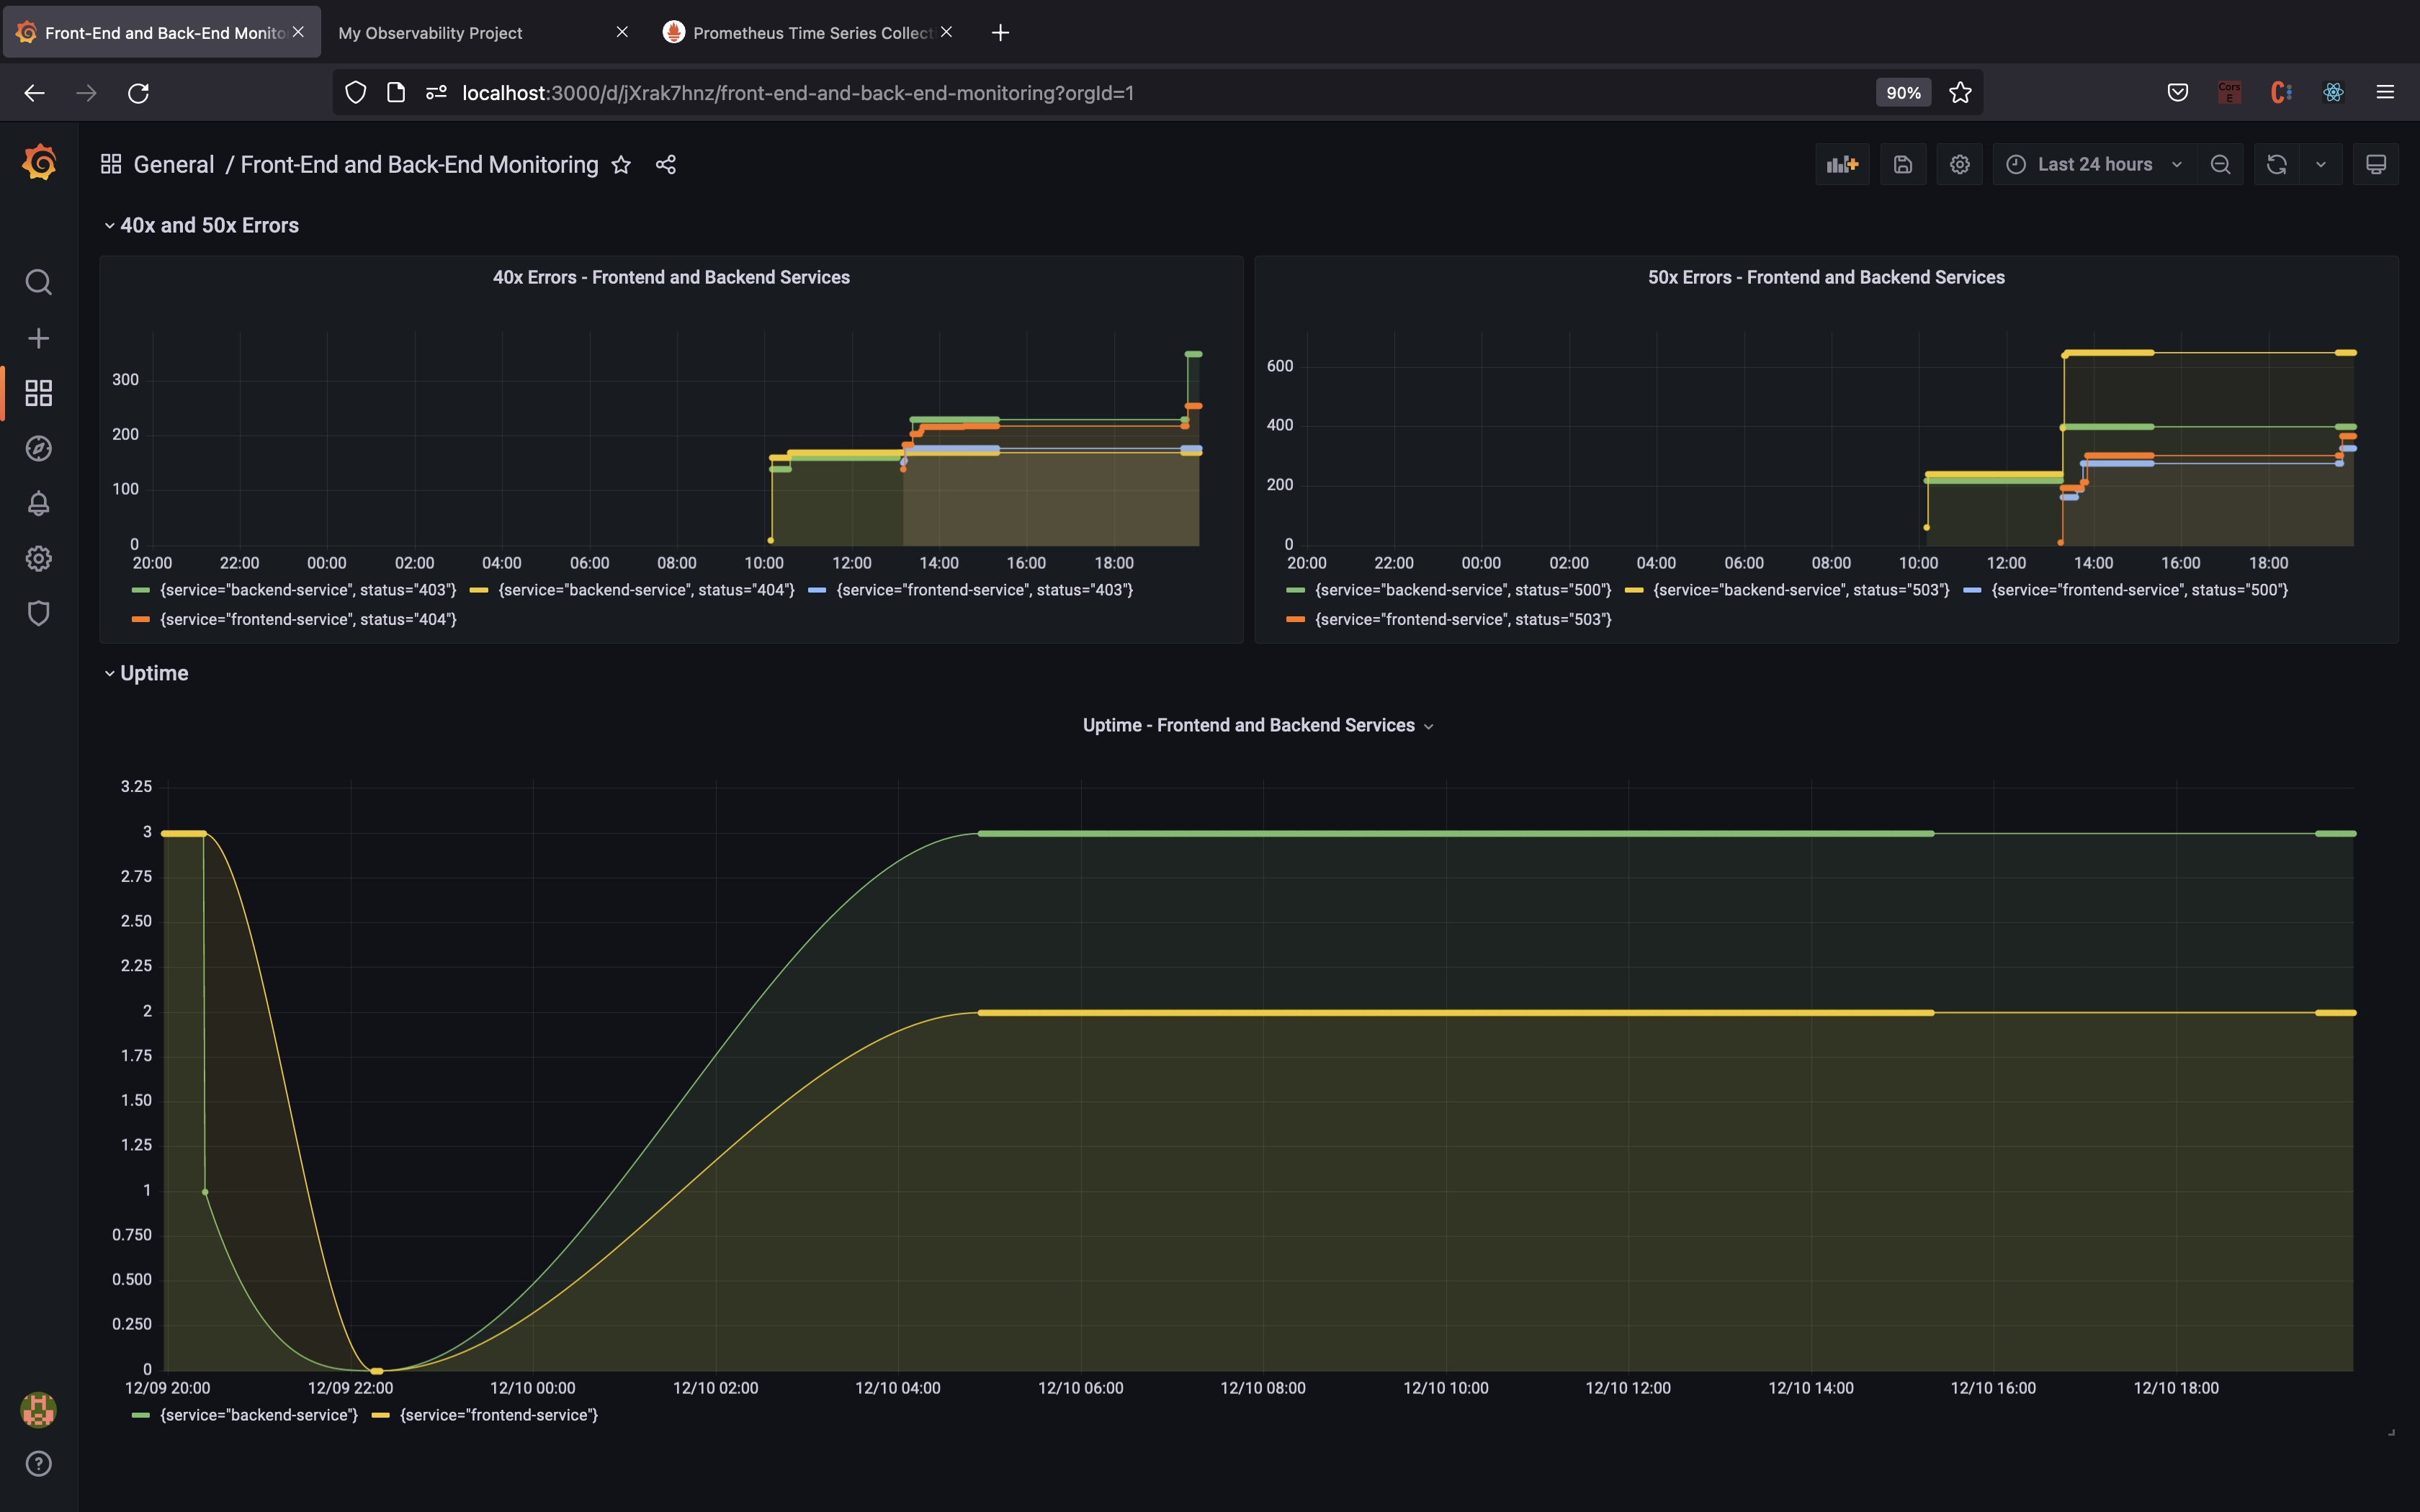 Front-End and Back-End Monito
My Observability Project
Prometheus Time Series Collect
localhost:3000/d/jXrak7hnz/front-end-and-back-end-monitoring?orgId=1
90%
Cors
E
General / Front-End and Back-End Monitoring
Last 24 hours
40x and 50x Errors
40x Errors - Frontend and Backend Services
300
200
100
0
20:00 22:00 00:00 02:00 04:00 06:00 08:00 10:00 12:00 14:00 16:00 18:00
{service="backend-service", status="403"} {service="backend-service", status="404"} {service="frontend-service", status="403"}
{service="frontend-service", status="404"}
50x Errors - Frontend and Backend Services
600
400
200
0
20:00 22:00 00:00 02:00 04:00 06:00 08:00 10:00 12:00 14:00 16:00 18:00
{service="backend-service", status="500"} {service="backend-service", status="503"} {service="frontend-service", status="500"}
{service="frontend-service", status="503"}
Uptime
Uptime - Frontend and Backend Services
3.25
3
2.75
2.50
2.25
2
1.75
1.50
1.25
1
0.750
0.500
0.250
0
12/09 20:00 12/09 22:00 12/10 00:00 12/10 02:00 12/10 04:00 12/10 06:00 12/10 08:00 12/10 10:00 12/10 12:00 12/10 14:00 12/10 16:00 12/10 18:00
{service="backend-service"} {service="frontend-service"}